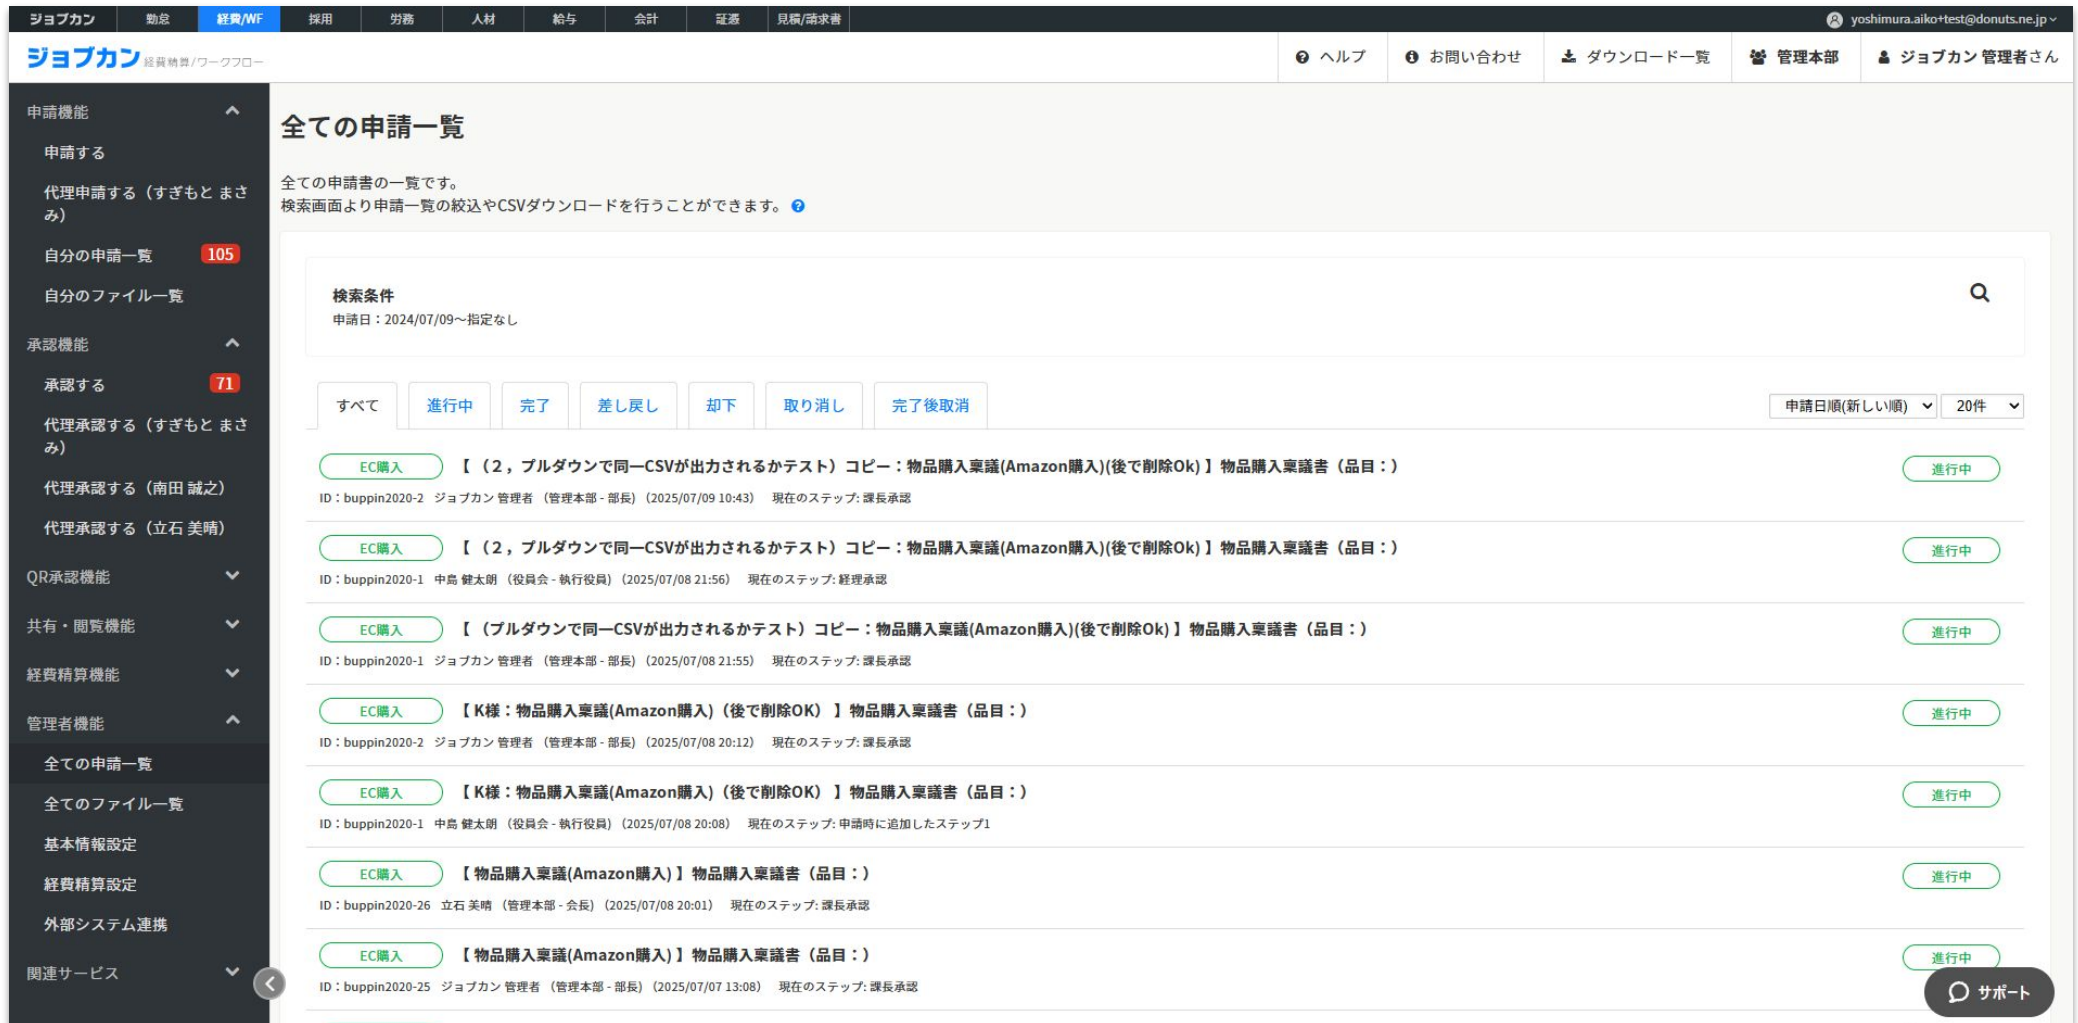 ジョブカン 勤怠 経費/WF 採用 労務 人材 給与 会計 証憑 見積/請求書 yoshimura.aiko+test@donuts.ne.jp
ジョブカン 経費精算/ワークフロー ヘルプ お問い合わせ ダウンロード一覧 管理本部 ジョブカン 管理者さん
申請機能
申請する
代理申請する（すぎもと まさ
み）
自分の申請一覧 105
自分のファイル一覧
承認機能
承認する 71
代理承認する（すぎもと まさ
み）
代理承認する（南田 誠之）
代理承認する（立石 美晴）
QR承認機能
共有・閲覧機能
経費精算機能
管理者機能
全ての申請一覧
全てのファイル一覧
基本情報設定
経費精算設定
外部システム連携
関連サービス
全ての申請一覧
全ての申請書の一覧です。
検索画面より申請一覧の絞込やCSVダウンロードを行うことができます。
検索条件
申請日：2024/07/09〜指定なし
すべて 進行中 完了 差し戻し 却下 取り消し 完了後取消 申請日順(新しい順) 20件
EC購入 【 （２，プルダウンで同一CSVが出力されるかテスト）コピー：物品購入稟議(Amazon購入)(後で削除Ok) 】物品購入稟議書（品目：） 進行中
ID：buppin2020-2 ジョブカン 管理者 （管理本部 - 部長） （2025/07/09 10:43） 現在のステップ: 課長承認
EC購入 【 （２，プルダウンで同一CSVが出力されるかテスト）コピー：物品購入稟議(Amazon購入)(後で削除Ok) 】物品購入稟議書（品目：） 進行中
ID：buppin2020-1 中島 健太朗 （役員会 - 執行役員） （2025/07/08 21:56） 現在のステップ: 経理承認
EC購入 【 （プルダウンで同一CSVが出力されるかテスト）コピー：物品購入稟議(Amazon購入)(後で削除Ok) 】物品購入稟議書（品目：） 進行中
ID：buppin2020-1 ジョブカン 管理者 （管理本部 - 部長） （2025/07/08 21:55） 現在のステップ: 課長承認
EC購入 【 K様：物品購入稟議(Amazon購入)（後で削除OK） 】物品購入稟議書（品目：） 進行中
ID：buppin2020-2 ジョブカン 管理者 （管理本部 - 部長） （2025/07/08 20:12） 現在のステップ: 課長承認
EC購入 【 K様：物品購入稟議(Amazon購入)（後で削除OK） 】物品購入稟議書（品目：） 進行中
ID：buppin2020-1 中島 健太朗 （役員会 - 執行役員） （2025/07/08 20:08） 現在のステップ: 申請時に追加したステップ1
EC購入 【 物品購入稟議(Amazon購入) 】物品購入稟議書（品目：） 進行中
ID：buppin2020-26 立石 美晴 （管理本部 - 会長） （2025/07/08 20:01） 現在のステップ: 課長承認
EC購入 【 物品購入稟議(Amazon購入) 】物品購入稟議書（品目：） 進行中
ID：buppin2020-25 ジョブカン 管理者 （管理本部 - 部長） （2025/07/07 13:08） 現在のステップ: 課長承認
サポート